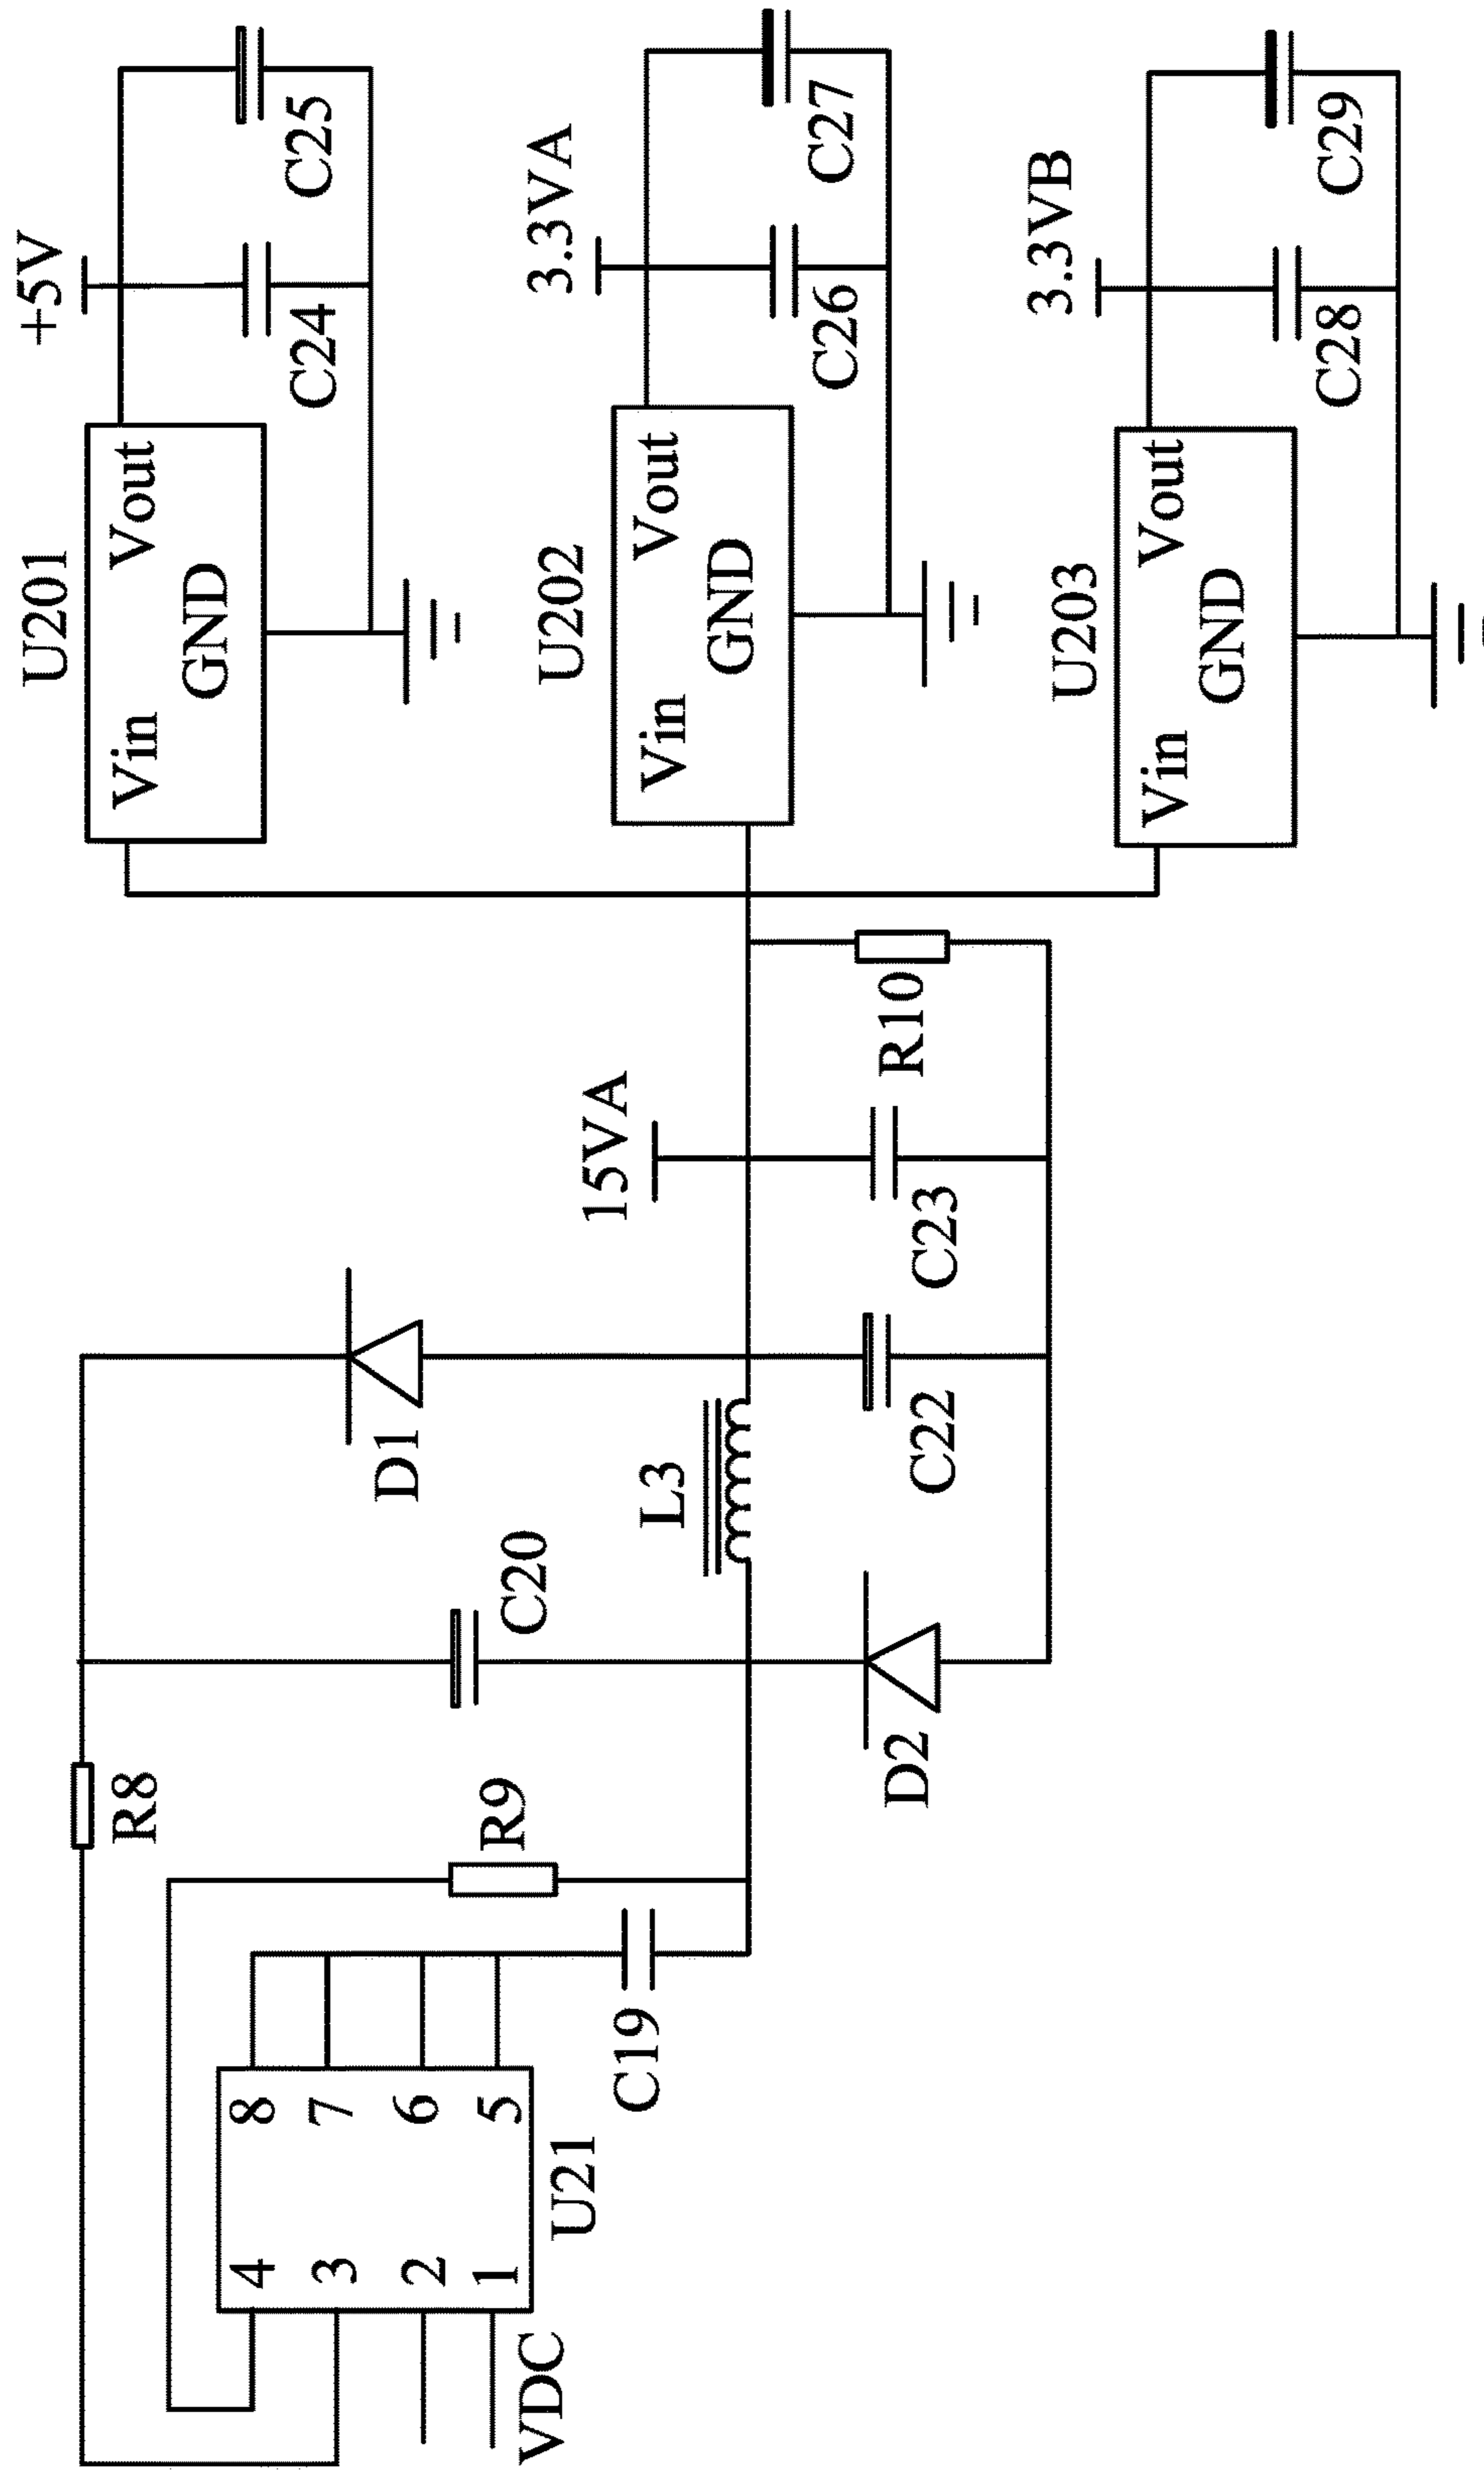 VDC
4
3
2
1
8
7
6
5
U21
C19
R8
R9
C20
D2
L3
D1
C22
15VA
C23
R10
U201
Vin
Vout
GND
+5V
C24
C25
U202
Vin
Vout
GND
3.3VA
C26
C27
U203
Vin
Vout
GND
3.3VB
C28
C29